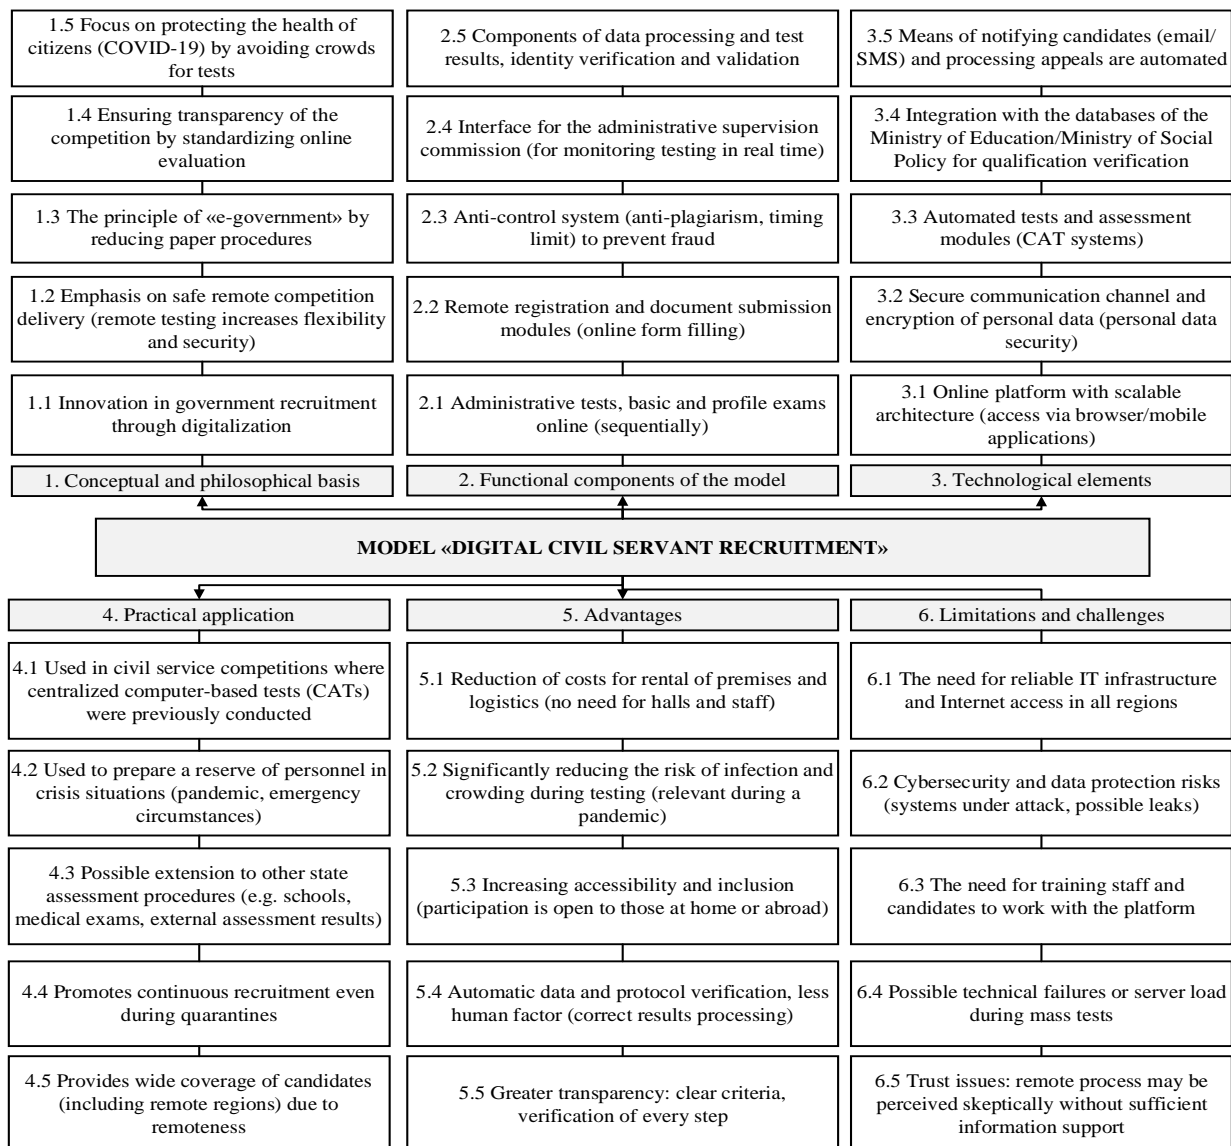 1.5 Focus on protecting the health of
citizens (COVID-19) by avoiding crowds
for tests
2.5 Components of data processing and test
results, identity verification and validation
3.5 Means of notifying candidates (email/
SMS) and processing appeals are automated
1.4 Ensuring transparency of the
competition by standardizing online
evaluation
2.4 Interface for the administrative supervision
commission (for monitoring testing in real time)
3.4 Integration with the databases of the
Ministry of Education/Ministry of Social
Policy for qualification verification
1.3 The principle of «e-government» by
reducing paper procedures
2.3 Anti-control system (anti-plagiarism, timing
limit) to prevent fraud
3.3 Automated tests and assessment
modules (CAT systems)
1.2 Emphasis on safe remote competition
delivery (remote testing increases flexibility
and security)
2.2 Remote registration and document submission
modules (online form filling)
3.2 Secure communication channel and
encryption of personal data (personal data
security)
1.1 Innovation in government recruitment
through digitalization
2.1 Administrative tests, basic and profile exams
online (sequentially)
3.1 Online platform with scalable
architecture (access via browser/mobile
applications)
1. Conceptual and philosophical basis
2. Functional components of the model
3. Technological elements
MODEL «DIGITAL CIVIL SERVANT RECRUITMENT»
4. Practical application
5. Advantages
6. Limitations and challenges
4.1 Used in civil service competitions where
centralized computer-based tests (CATs)
were previously conducted
5.1 Reduction of costs for rental of premises and
logistics (no need for halls and staff)
6.1 The need for reliable IT infrastructure
and Internet access in all regions
4.2 Used to prepare a reserve of personnel in
crisis situations (pandemic, emergency
circumstances)
5.2 Significantly reducing the risk of infection and
crowding during testing (relevant during a
pandemic)
6.2 Cybersecurity and data protection risks
(systems under attack, possible leaks)
4.3 Possible extension to other state
assessment procedures (e.g. schools,
medical exams, external assessment results)
5.3 Increasing accessibility and inclusion
(participation is open to those at home or abroad)
6.3 The need for training staff and
candidates to work with the platform
4.4 Promotes continuous recruitment even
during quarantines
5.4 Automatic data and protocol verification, less
human factor (correct results processing)
6.4 Possible technical failures or server load
during mass tests
4.5 Provides wide coverage of candidates
(including remote regions) due to
remoteness
5.5 Greater transparency: clear criteria,
verification of every step
6.5 Trust issues: remote process may be
perceived skeptically without sufficient
information support